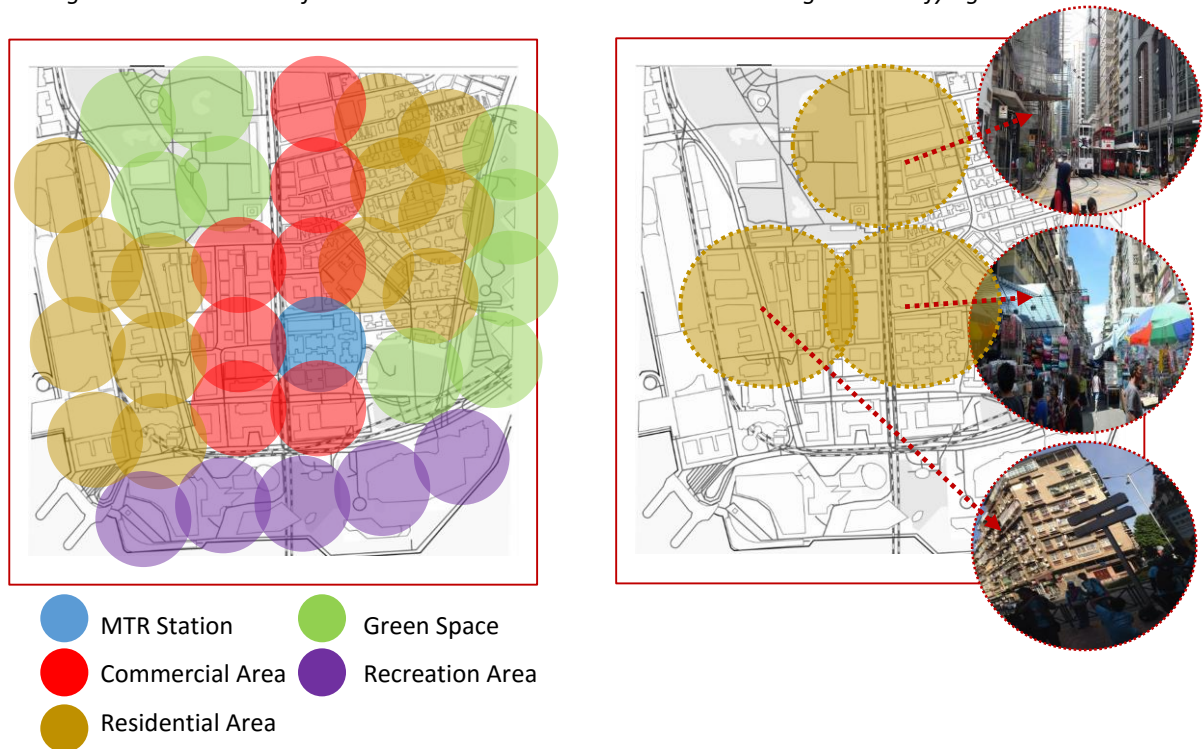 MTR Station
Green Space
Commercial Area
Recreation Area
Residential Area